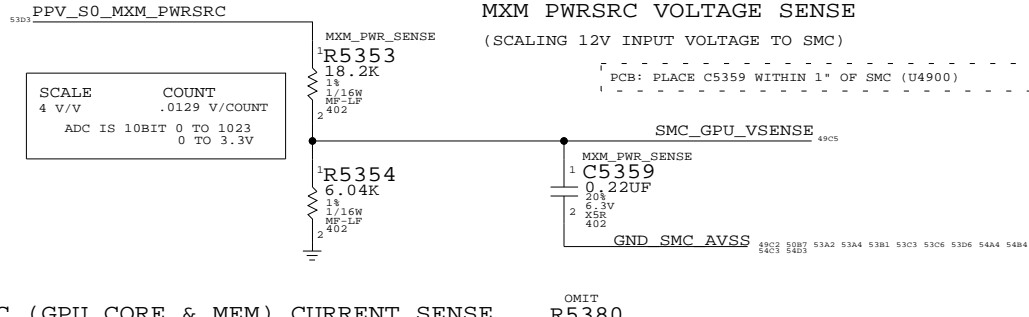 PPV_S0_MXM_PWRSRC
53D3
MXM PWRSRC VOLTAGE SENSE
(SCALING 12V INPUT VOLTAGE TO SMC)
PCB: PLACE C5359 WITHIN 1" OF SMC (U4900)
MXM_PWR_SENSE
1
R5353
18.2K
1%
1/16W
MF-LF
402
2
SCALE COUNT
4 V/V .0129 V/COUNT
ADC IS 10BIT 0 TO 1023
0 TO 3.3V
SMC_GPU_VSENSE
49C5
1
R5354
6.04K
1%
1/16W
MF-LF
402
2
MXM_PWR_SENSE
1
C5359
0.22UF
20%
6.3V
X5R
402
2
GND_SMC_AVSS
49C2 50B7 53A2 53A4 53B1 53C3 53C6 53D6 54A4 54B4
54C3 54D3
C (GPU CORE & MEM) CURRENT SENSE
OMIT
R5380